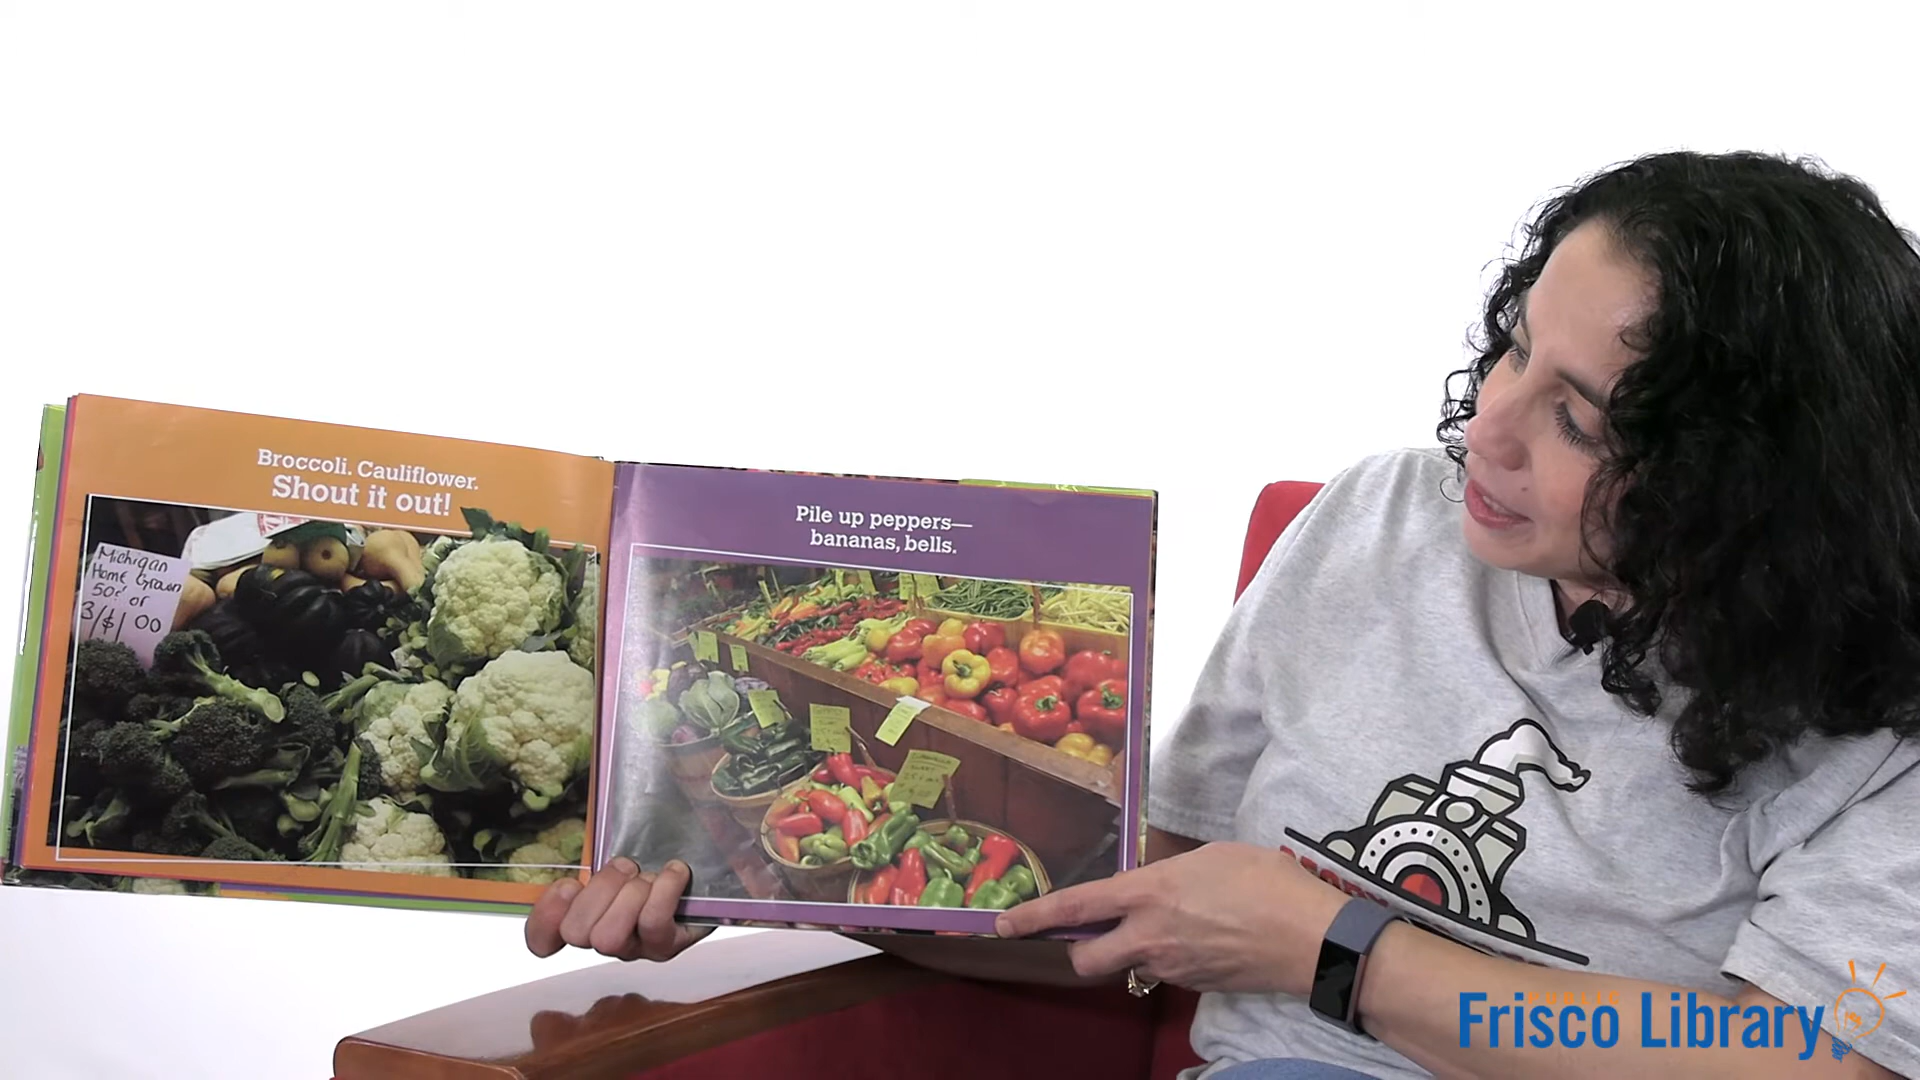 Broccoli. Cauliflower.
Shout it out!
Michigan
Home Grown
50¢ or
3/$1 00
Pile up peppers—
bananas, bells.
PUBLIC
Frisco Library